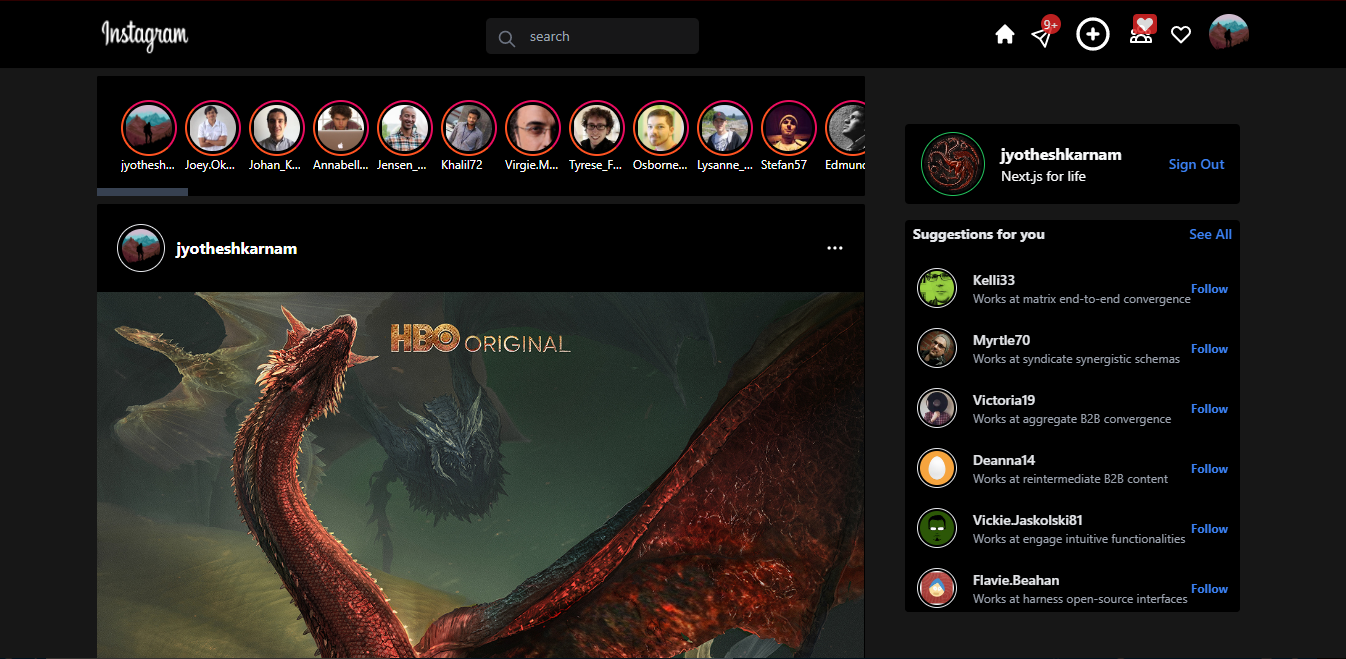 Instagram
search
9+
jyothesh...
Joey.Ok...
Johan_K...
Annabell...
Jensen_...
Khalil72
Virgie.M...
Tyrese_F...
Osborne...
Lysanne_...
Stefan57
Edmund
jyotheshkarnam
Next.js for life
Sign Out
jyotheshkarnam
HBO ORIGINAL
Suggestions for you
See All
Kelli33
Works at matrix end-to-end convergence
Follow
Myrtle70
Works at syndicate synergistic schemas
Follow
Victoria19
Works at aggregate B2B convergence
Follow
Deanna14
Works at reintermediate B2B content
Follow
Vickie.Jaskolski81
Works at engage intuitive functionalities
Follow
Flavie.Beahan
Works at harness open-source interfaces
Follow